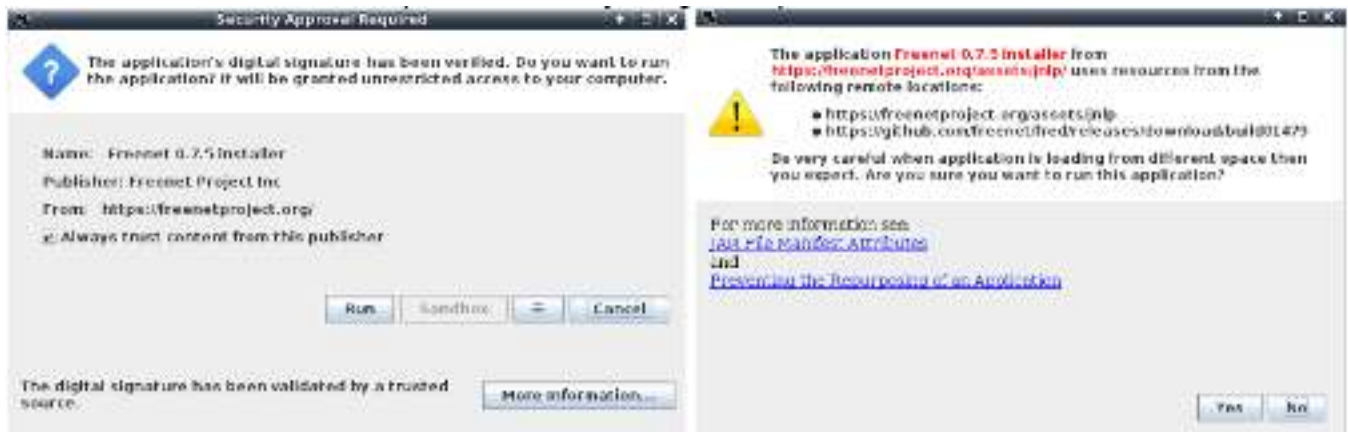 Security Approval Required
The application's digital signature has been verified. Do you want to run
the application? It will be granted unrestricted access to your computer.
Name: Freenet 0.7.5 installer
Publisher: Freenet Project Inc
From: https://freenetproject.org/
Always trust content from this publisher
Run Sandbox Cancel
The digital signature has been validated by a trusted
source.
More information...
The application Freenet 0.7.5 installer from
https://freenetproject.org/assets/jnlp/ uses resources from the
following remote locations:
https://freenetproject.org/assets/jnlp
https://github.com/freenet/fred/releases/download/build01479
Be very careful when application is loading from different space then
you expect. Are you sure you want to run this application?
For more information see:
JAR File Manifest Attributes
and
Preventing the Repurposing of an Application
Yes No